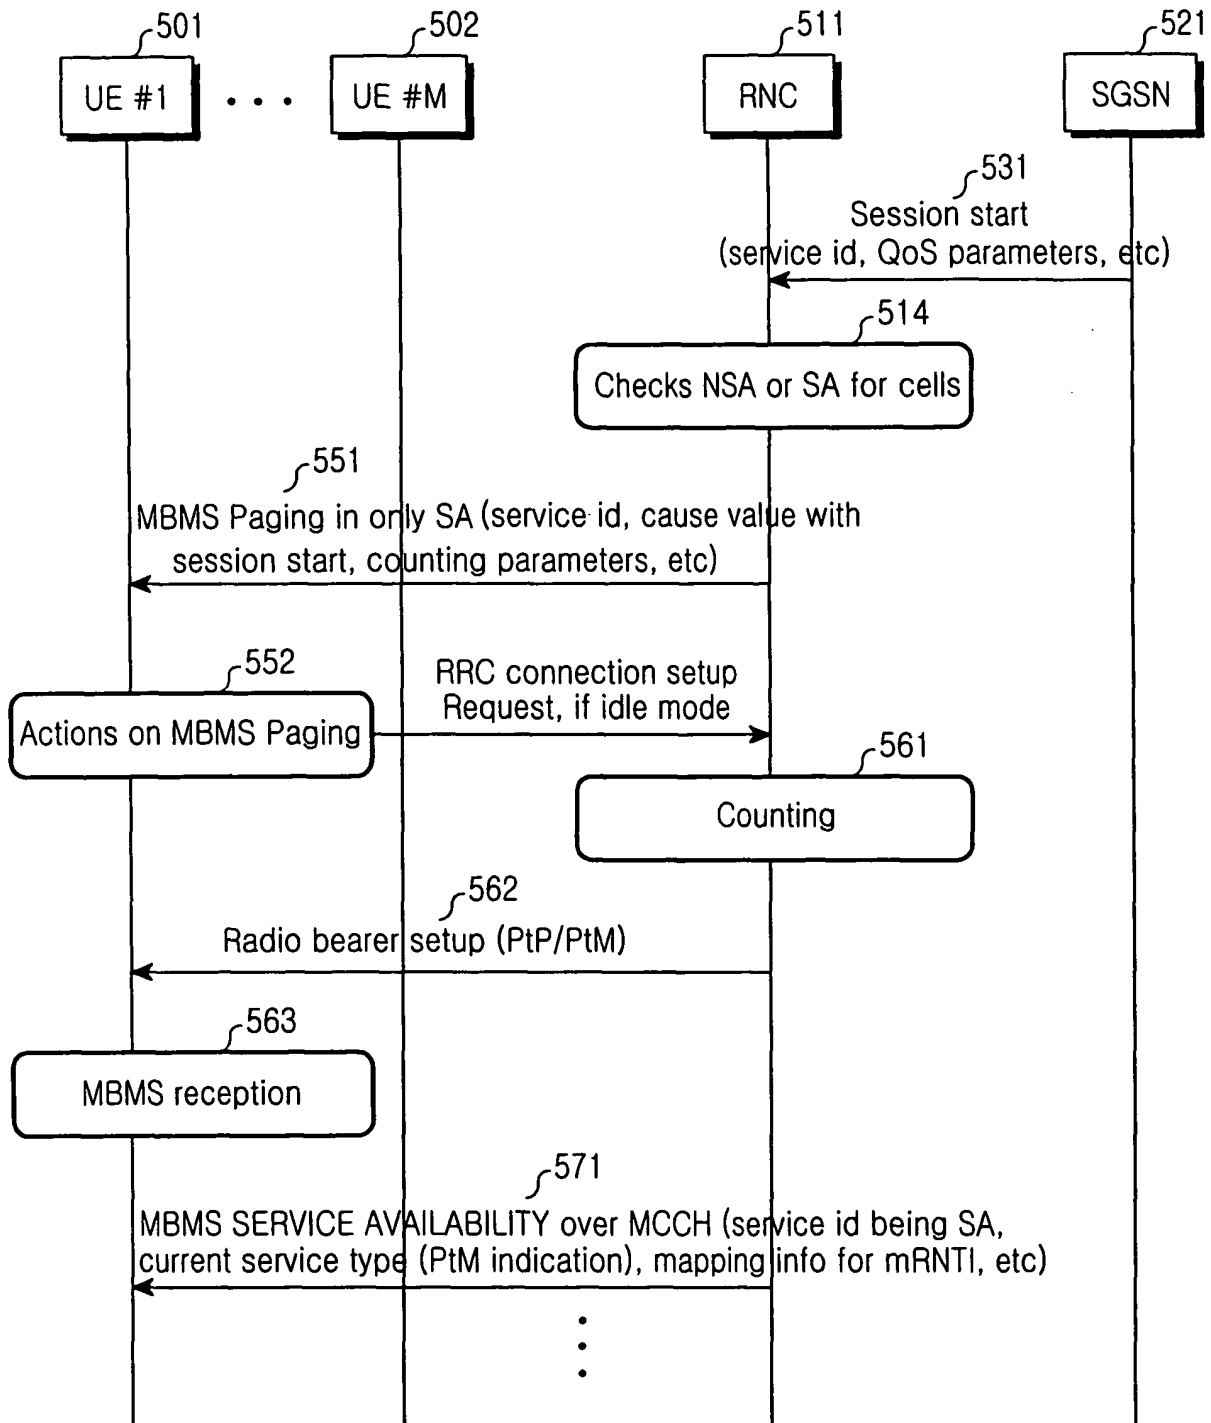 501
502
511
521
UE #1
UE #M
RNC
SGSN
531
Session start
(service id, QoS parameters, etc)
514
Checks NSA or SA for cells
551
MBMS Paging in only SA (service id, cause value with
session start, counting parameters, etc)
552
RRC connection setup
Request, if idle mode
Actions on MBMS Paging
561
Counting
562
Radio bearer setup (PtP/PtM)
563
MBMS reception
571
MBMS SERVICE AVAILABILITY over MCCH (service id being SA,
current service type (PtM indication), mapping info for mRNTI, etc)